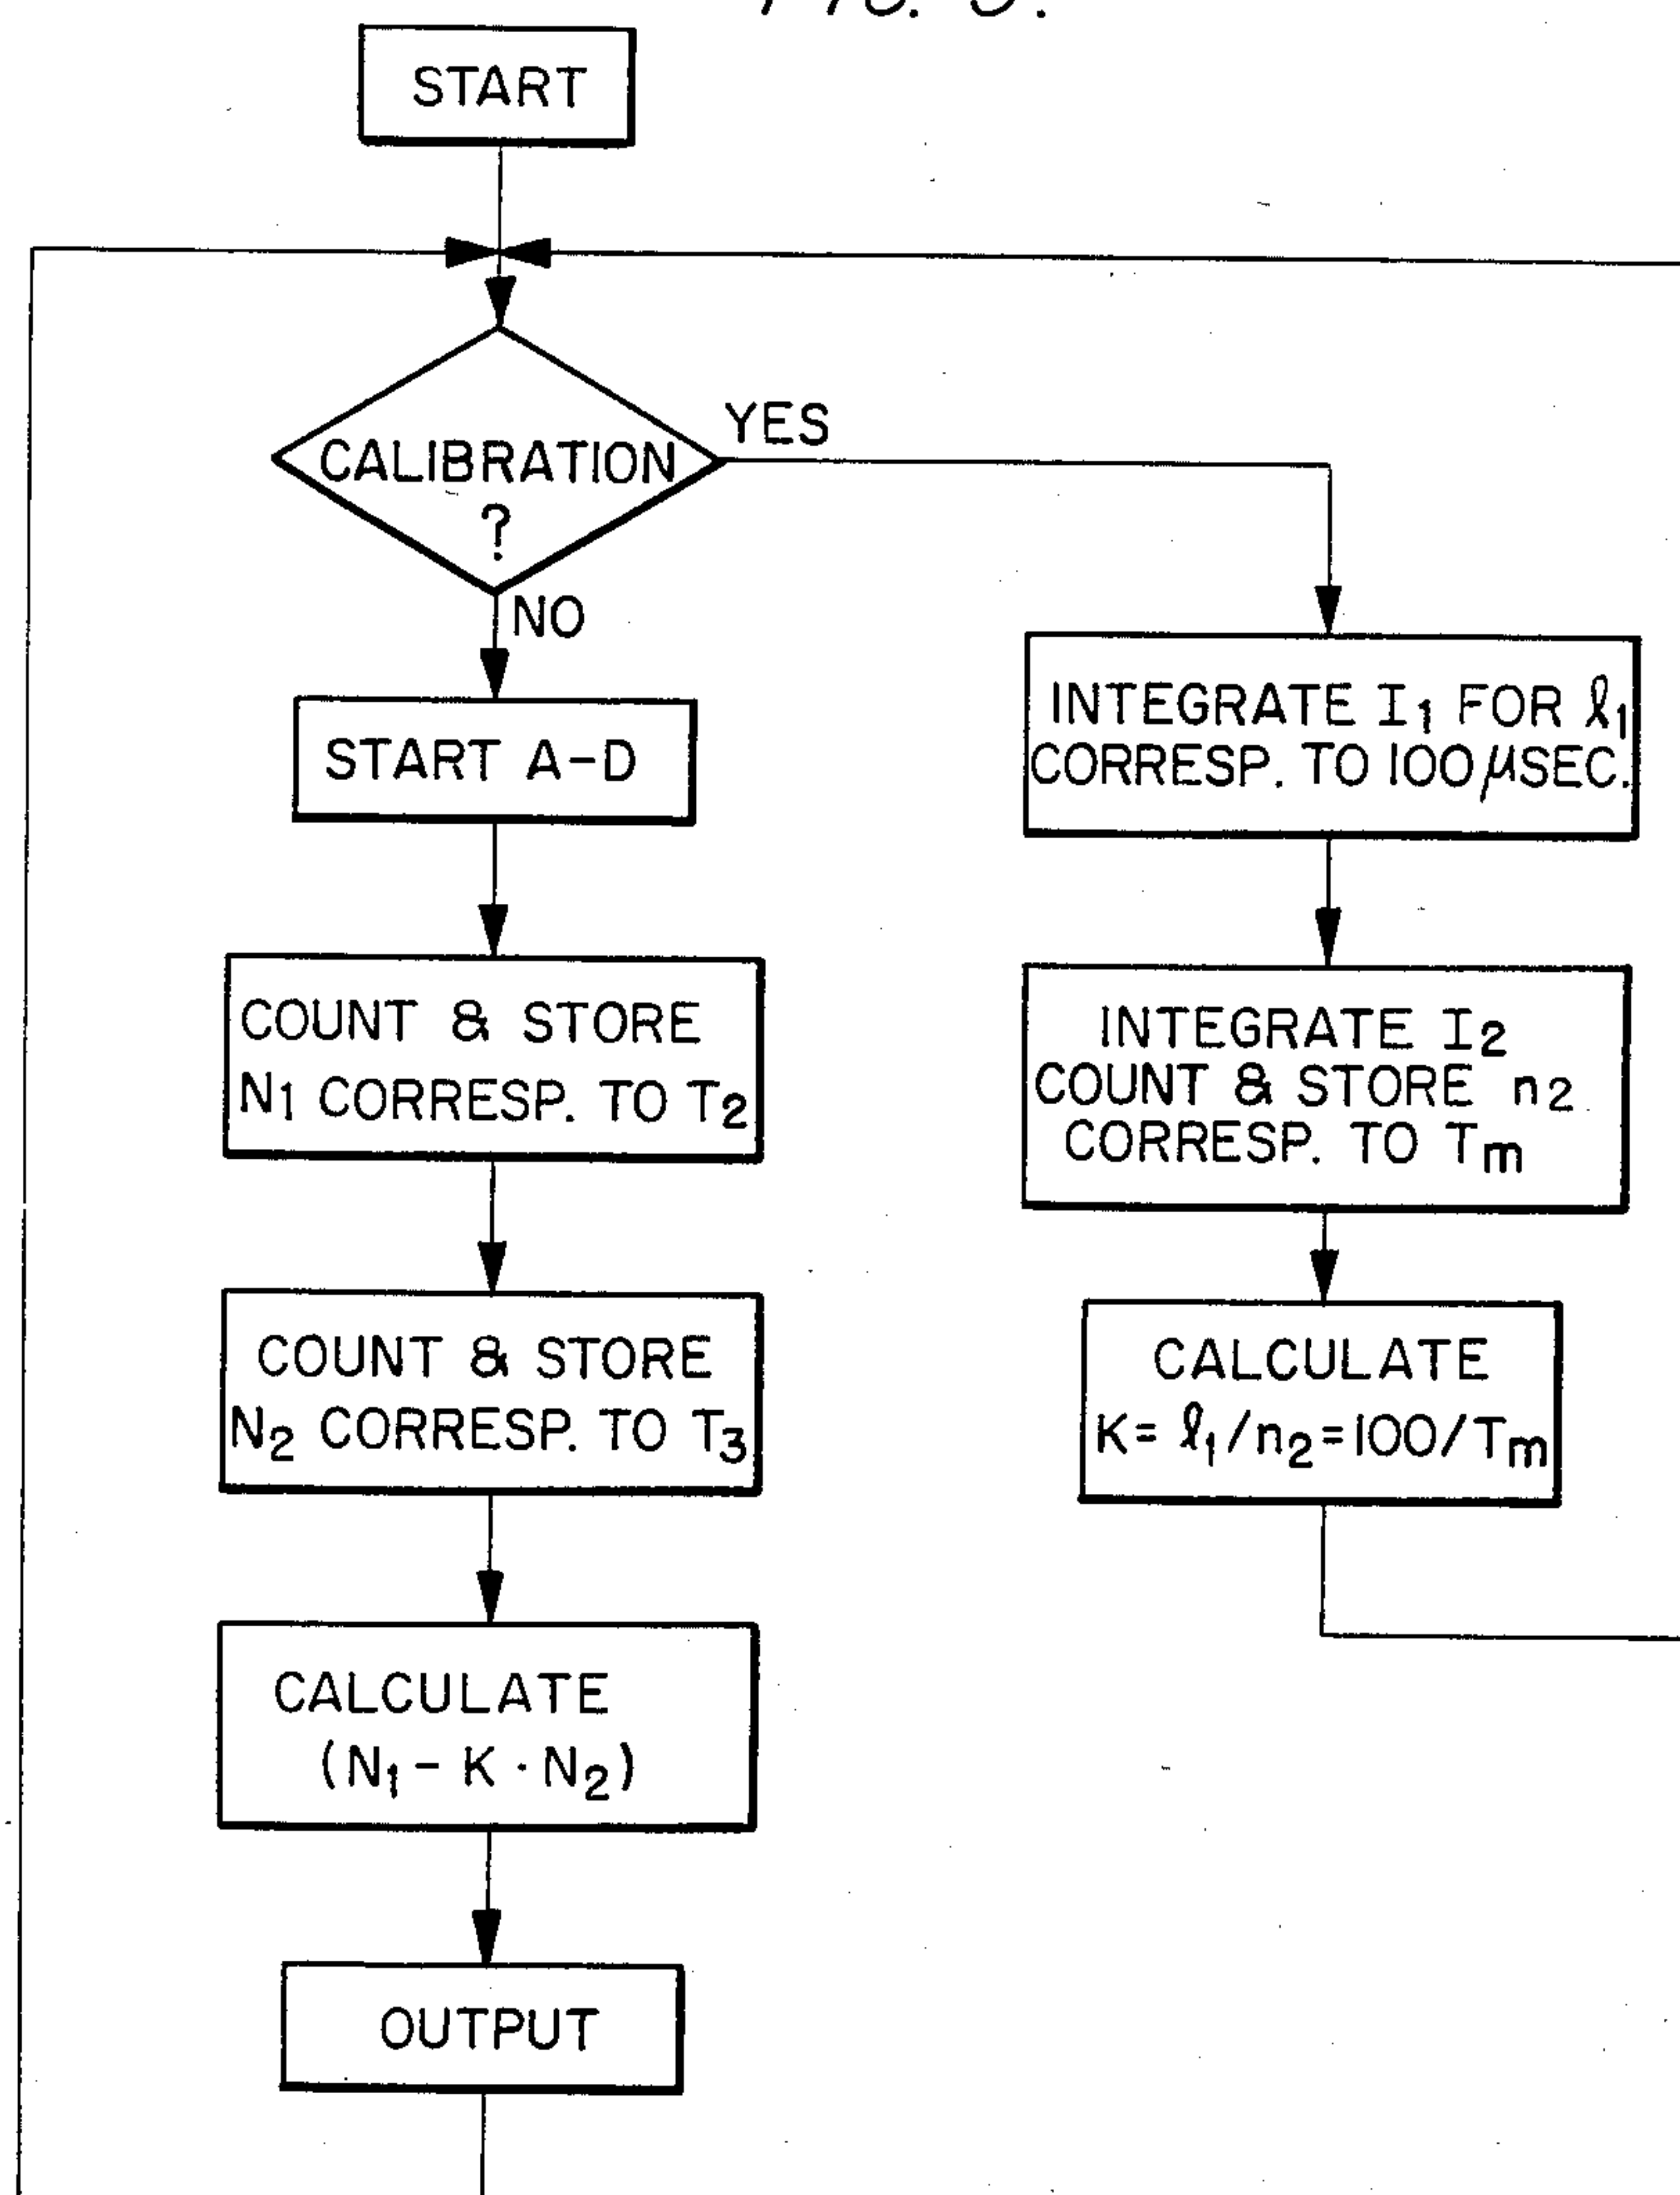 START
CALIBRATION
?
YES
NO
START A-D
COUNT & STORE
N1 CORRESP. TO T2
COUNT & STORE
N2 CORRESP. TO T3
CALCULATE
(N1 - K · N2)
OUTPUT
INTEGRATE I1 FOR ℓ1
CORRESP. TO 100 µSEC.
INTEGRATE I2
COUNT & STORE n2
CORRESP. TO Tm
CALCULATE
K= ℓ1/n2=100/Tm